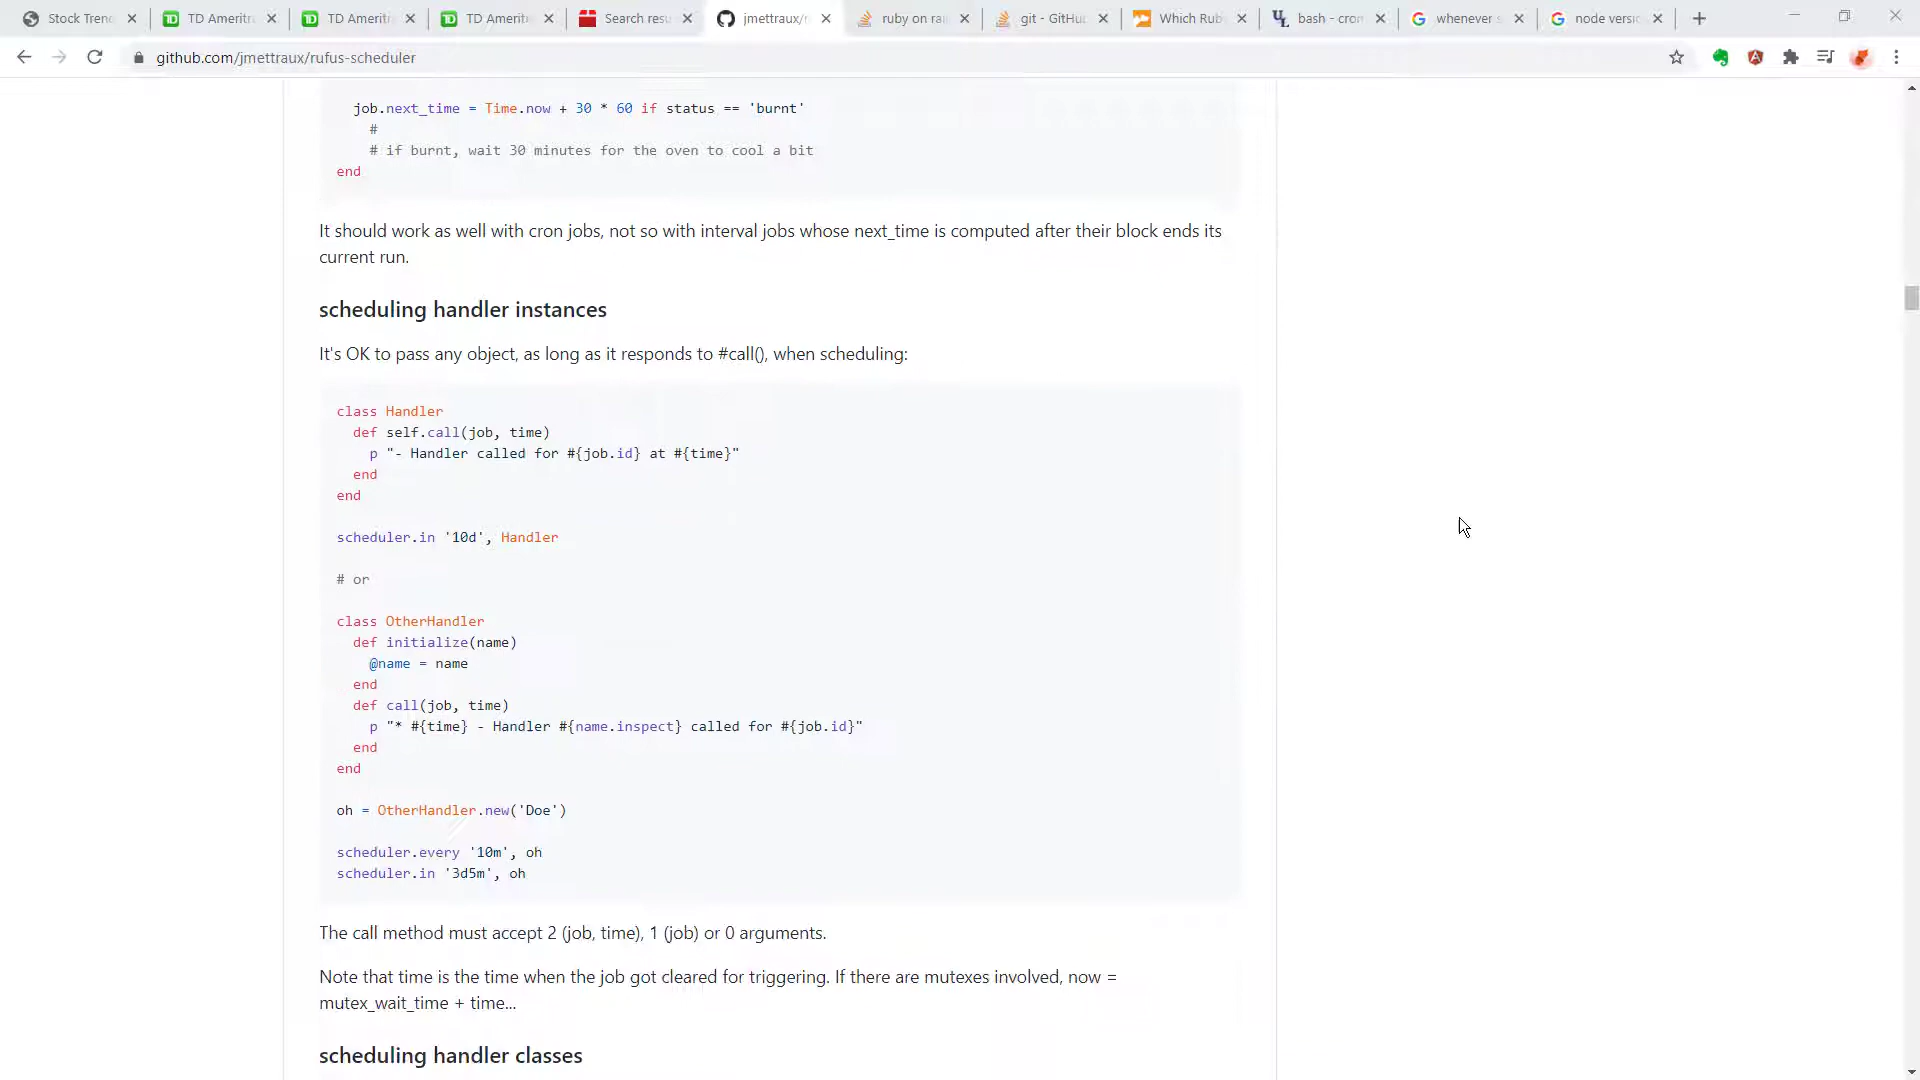 Stock Tren
TD Amerit
TD Amerit
TD Amerit
Search res
jmettraux/r
ruby on rai
git - GitHu
Which Rub
bash - cron
whenever s
node versi
github.com/jmettraux/rufus-scheduler
job.next_time = Time.now + 30 * 60 if status == 'burnt'
#
# if burnt, wait 30 minutes for the oven to cool a bit
end
It should work as well with cron jobs, not so with interval jobs whose next_time is computed after their block ends its
current run.
scheduling handler instances
It's OK to pass any object, as long as it responds to #call(), when scheduling:
class Handler
def self.call(job, time)
p "- Handler called for #{job.id} at #{time}"
end
end
scheduler.in '10d', Handler
# or
class OtherHandler
def initialize(name)
@name = name
end
def call(job, time)
p "* #{time} - Handler #{name.inspect} called for #{job.id}"
end
end
oh = OtherHandler.new('Doe')
scheduler.every '10m', oh
scheduler.in '3d5m', oh
The call method must accept 2 (job, time), 1 (job) or 0 arguments.
Note that time is the time when the job got cleared for triggering. If there are mutexes involved, now =
mutex_wait_time + time...
scheduling handler classes